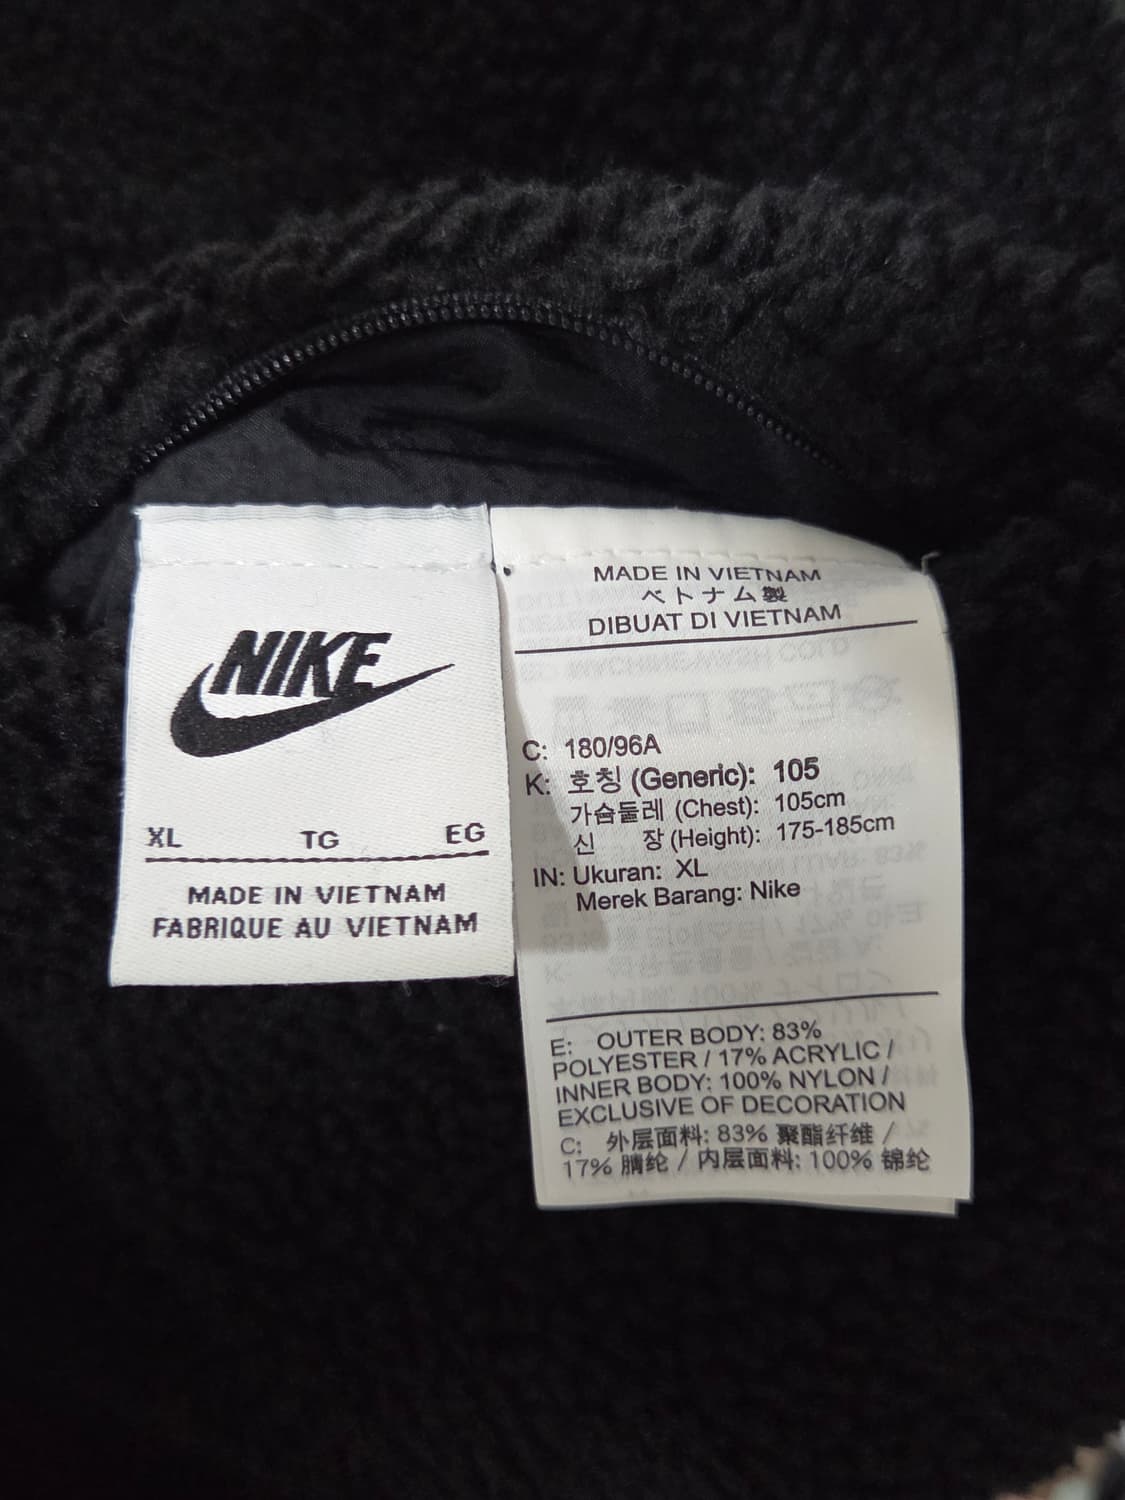 NIKE
XL TG EG
MADE IN VIETNAM
FABRIQUE AU VIETNAM
MADE IN VIETNAM
ベトナム製
DIBUAT DI VIETNAM
C: 180/96A
K: 호칭 (Generic): 105
가슴둘레 (Chest): 105cm
신 장 (Height): 175-185cm
IN: Ukuran: XL
Merek Barang: Nike
E: OUTER BODY: 83%
POLYESTER / 17% ACRYLIC /
INNER BODY: 100% NYLON /
EXCLUSIVE OF DECORATION
C: 外层面料: 83% 聚酯纤维 /
17% 腈纶 / 内层面料: 100% 锦纶